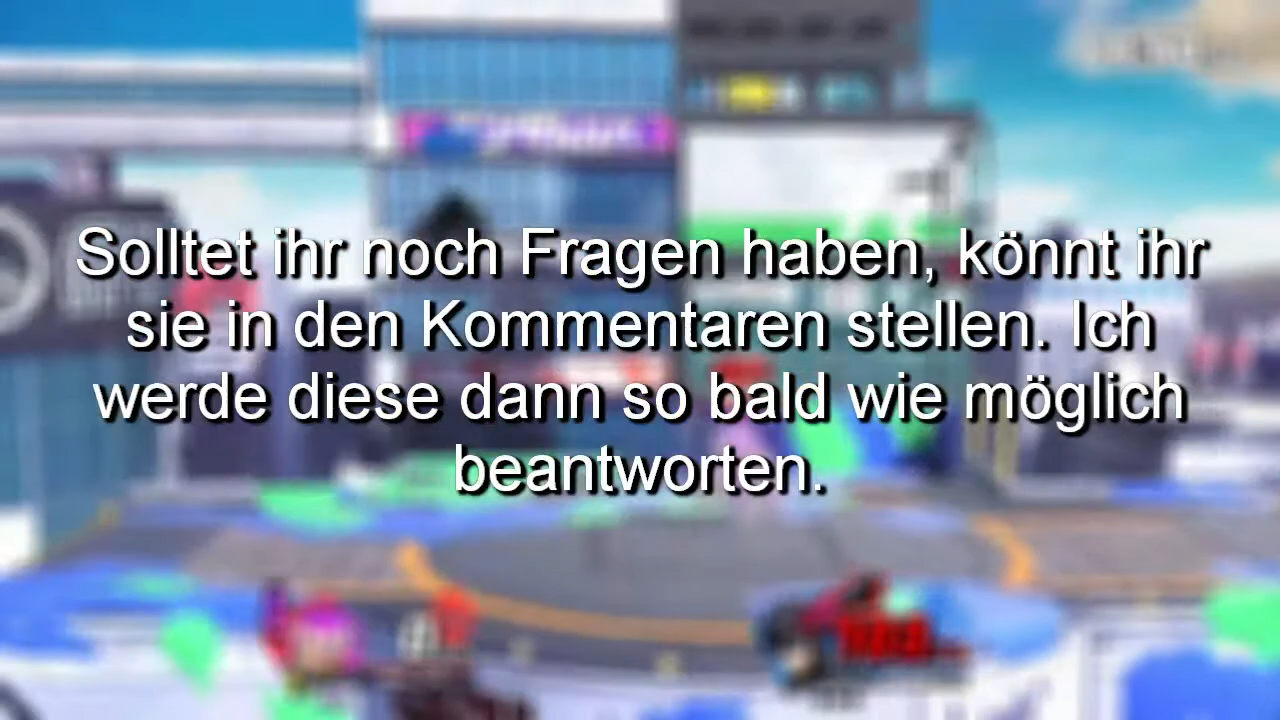 Solltet ihr noch Fragen haben, könnt ihr
sie in den Kommentaren stellen. Ich
werde diese dann so bald wie möglich
beantworten.